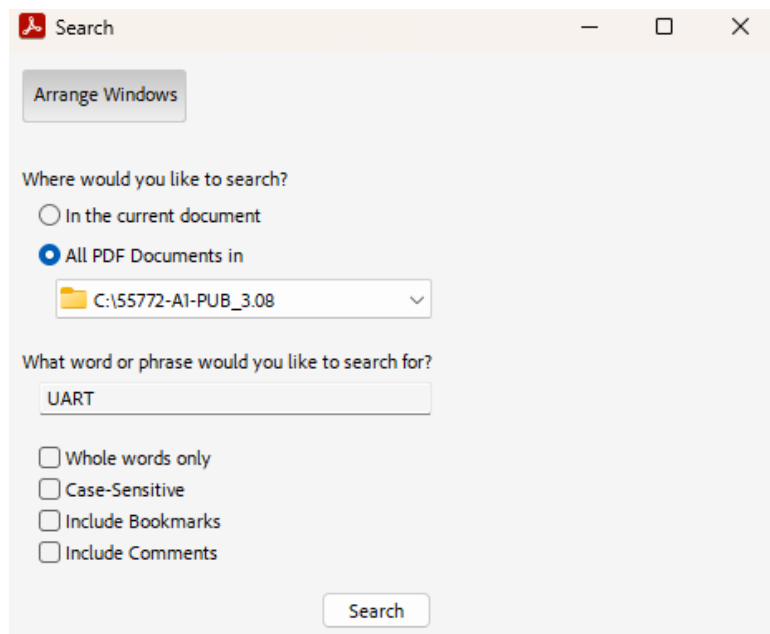 Search
Arrange Windows
Where would you like to search?
In the current document
All PDF Documents in
C:\55772-A1-PUB_3.08
What word or phrase would you like to search for?
UART
Whole words only
Case-Sensitive
Include Bookmarks
Include Comments
Search